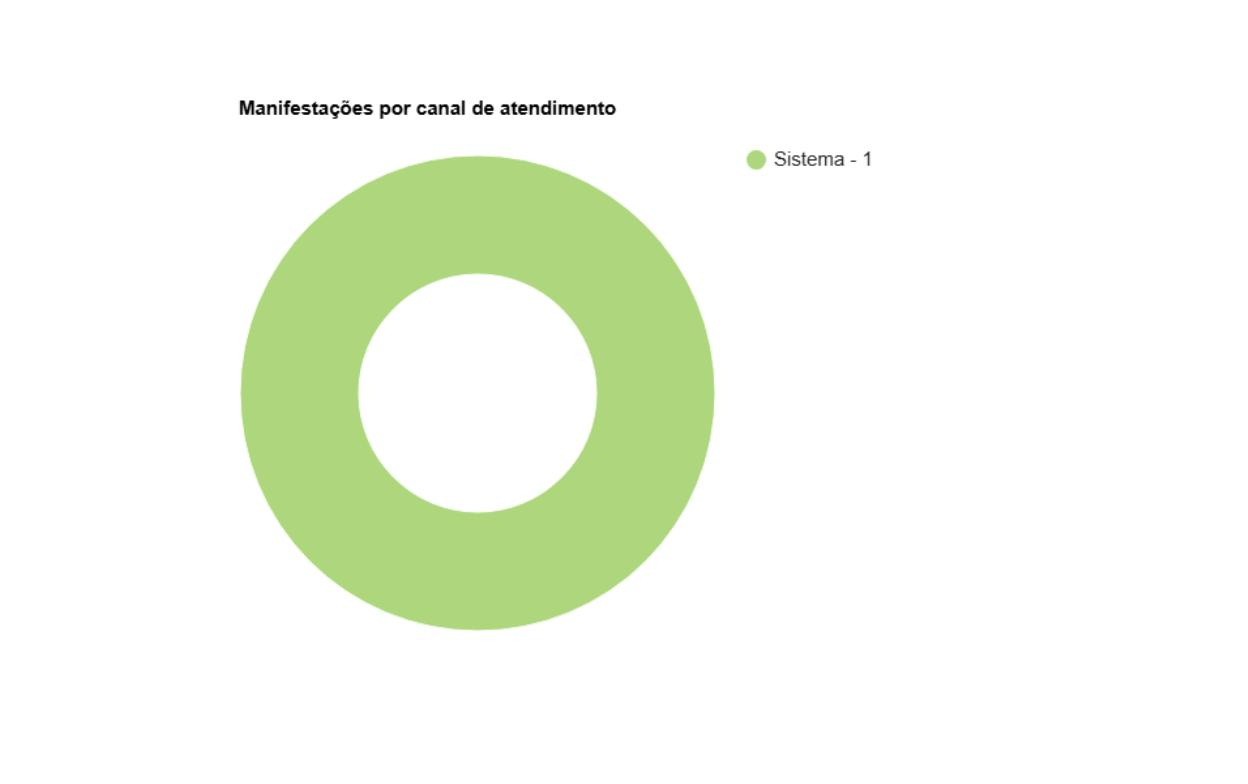 Manifestações por canal de atendimento
Sistema - 1